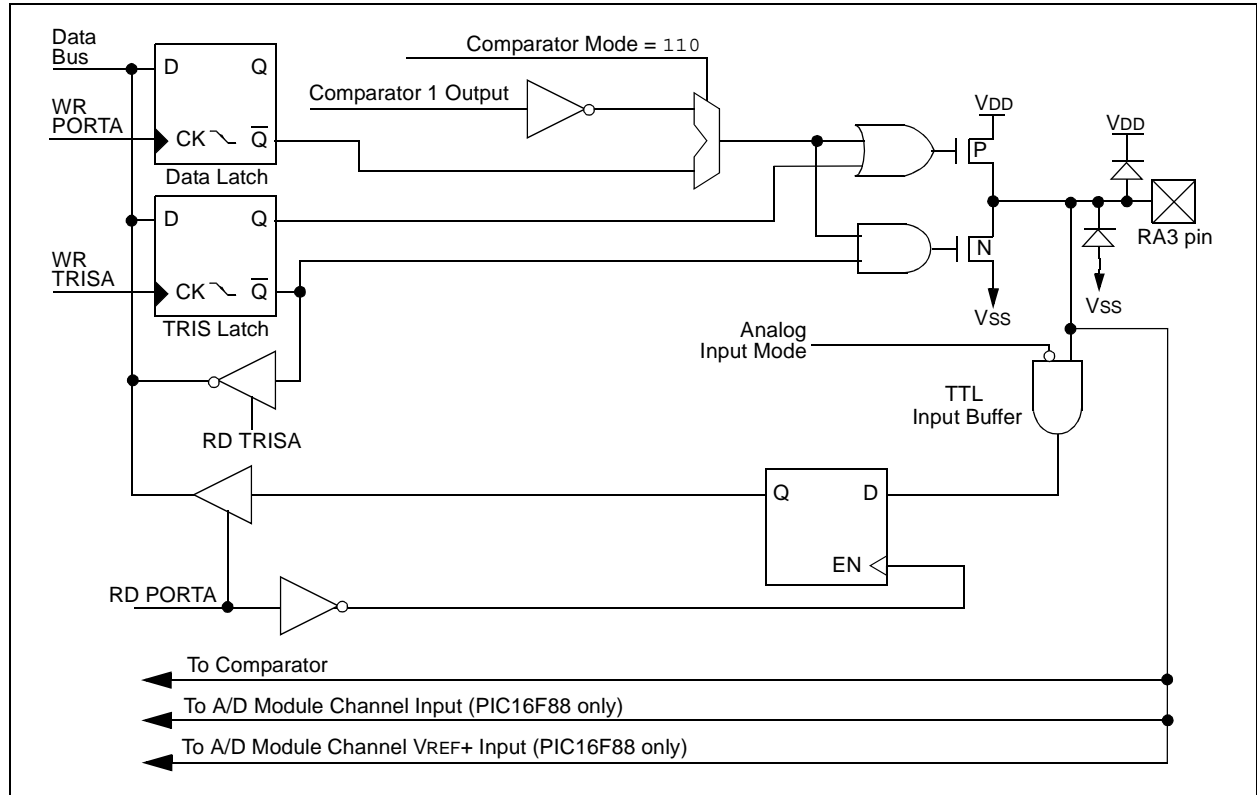 Data
Bus
D Q
WR
PORTA
CK Q
Data Latch
Comparator Mode = 110
Comparator 1 Output
VDD
P
VDD
RA3 pin
D Q
WR
TRISA
CK Q
TRIS Latch
N
VSS
VSS
Analog
Input Mode
TTL
Input Buffer
RD TRISA
Q D
EN
RD PORTA
To Comparator
To A/D Module Channel Input (PIC16F88 only)
To A/D Module Channel VREF+ Input (PIC16F88 only)